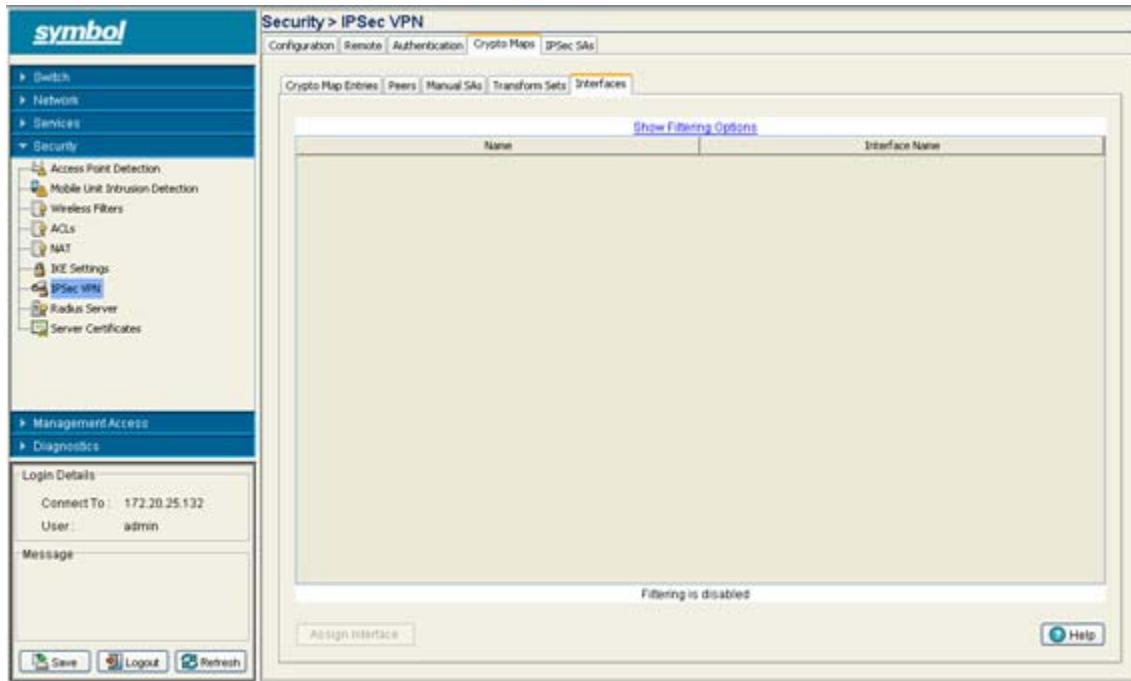 symbol
Security > IPSec VPN
Configuration Remote Authentication Crypto Maps IPSec SAs
Crypto Map Entries Peers Manual SAs Transform Sets Interfaces
Switch
Network
Services
Security
Access Point Detection
Mobile Unit Intrusion Detection
Wireless Filters
ACLs
NAT
IKE Settings
IPSec VPN
Radius Server
Server Certificates
Management Access
Diagnostics
Login Details
Connect To : 172.20.25.132
User : admin
Message
Save Logout Refresh
Show Filtering Options
Name Interface Name
Filtering is disabled
Assign Interface
Help